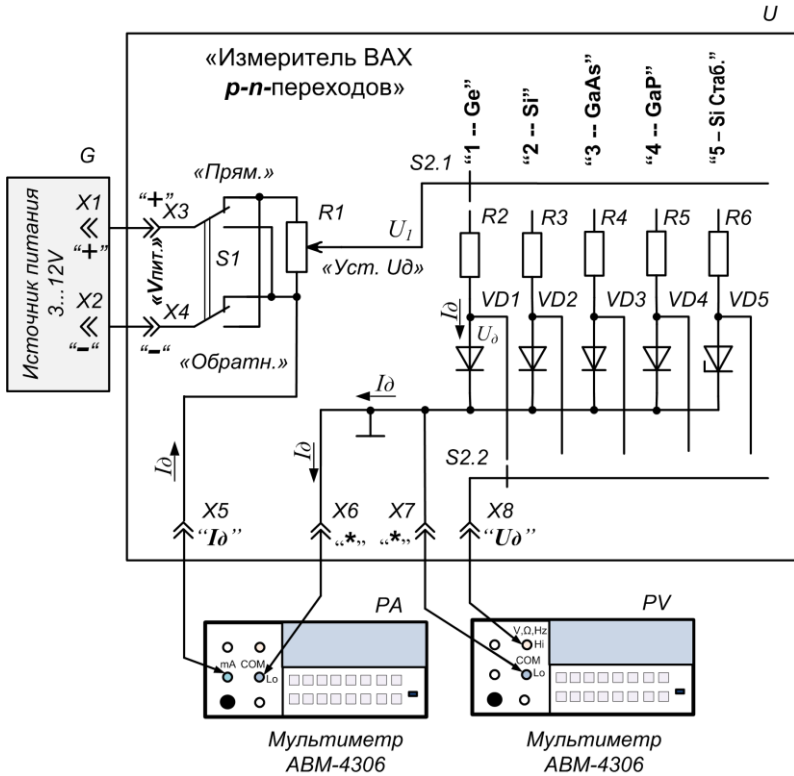 U
«Измеритель ВАХ
p-n-переходов»
“1 -- Ge”
“2 -- Si”
“3 -- GaAs”
“4 -- GaP”
“5 – Si Стаб.”
G
«Прям.»
S2.1
X1
“+”
X3
“+”
R1
U1
R2
R3
R4
R5
R6
Источник питания
3...12V
«Vпит.»
S1
«Уст. Uд»
X2
“-“
X4
“-“
VD1
VD2
VD3
VD4
VD5
Iд
Uд
«Обратн.»
Iд
Iд
Iд
S2.2
X5
“Iд”
X6
“*”
X7
“*”
X8
“Uд”
PA
PV
mA
COM
Lo
V,Ω,Hz
Hi
COM
Lo
Мультиметр
АВМ-4306
Мультиметр
АВМ-4306